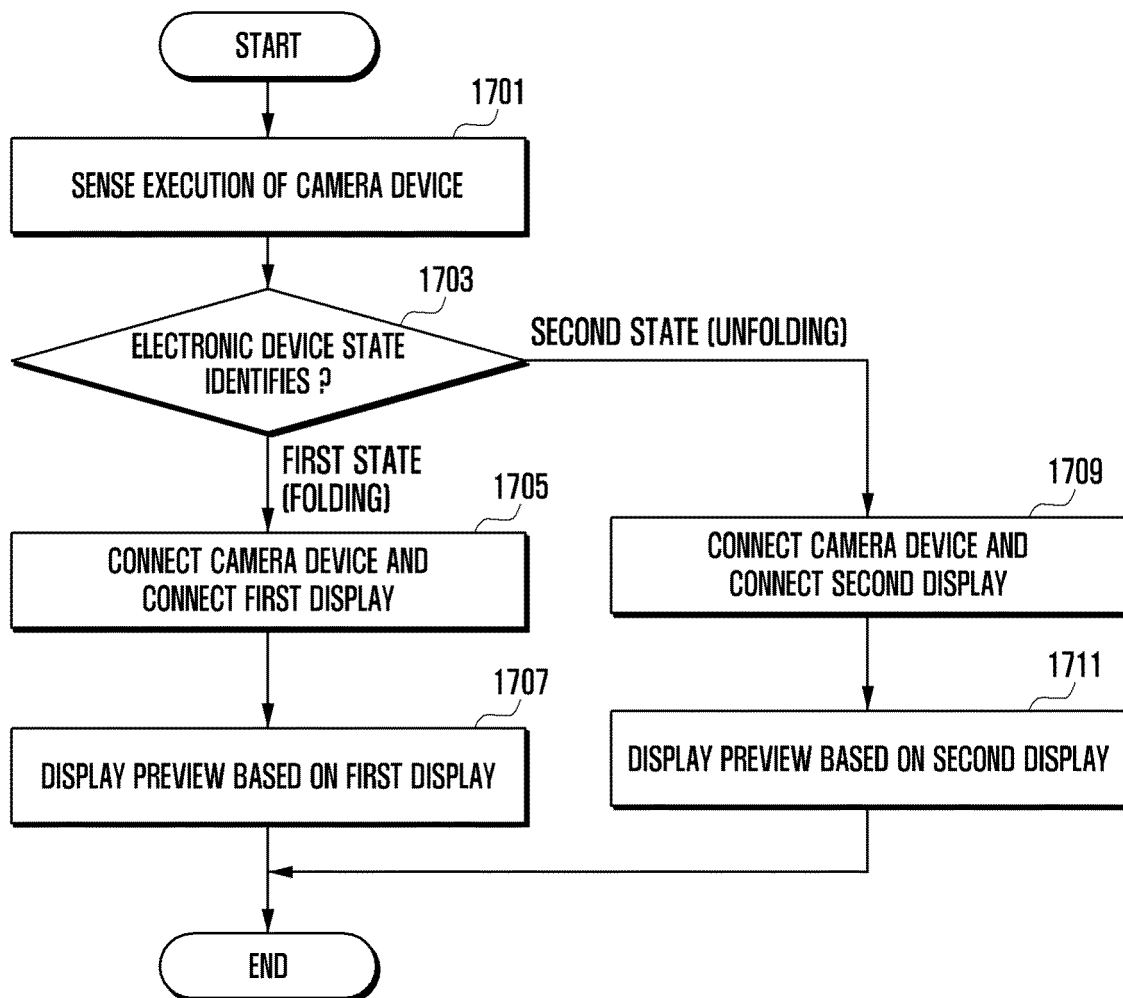 START
1701
SENSE EXECUTION OF CAMERA DEVICE
1703
ELECTRONIC DEVICE STATE
IDENTIFIES ?
SECOND STATE (UNFOLDING)
FIRST STATE
(FOLDING)
1705
CONNECT CAMERA DEVICE AND
CONNECT FIRST DISPLAY
1709
CONNECT CAMERA DEVICE AND
CONNECT SECOND DISPLAY
1707
DISPLAY PREVIEW BASED ON FIRST DISPLAY
1711
DISPLAY PREVIEW BASED ON SECOND DISPLAY
END